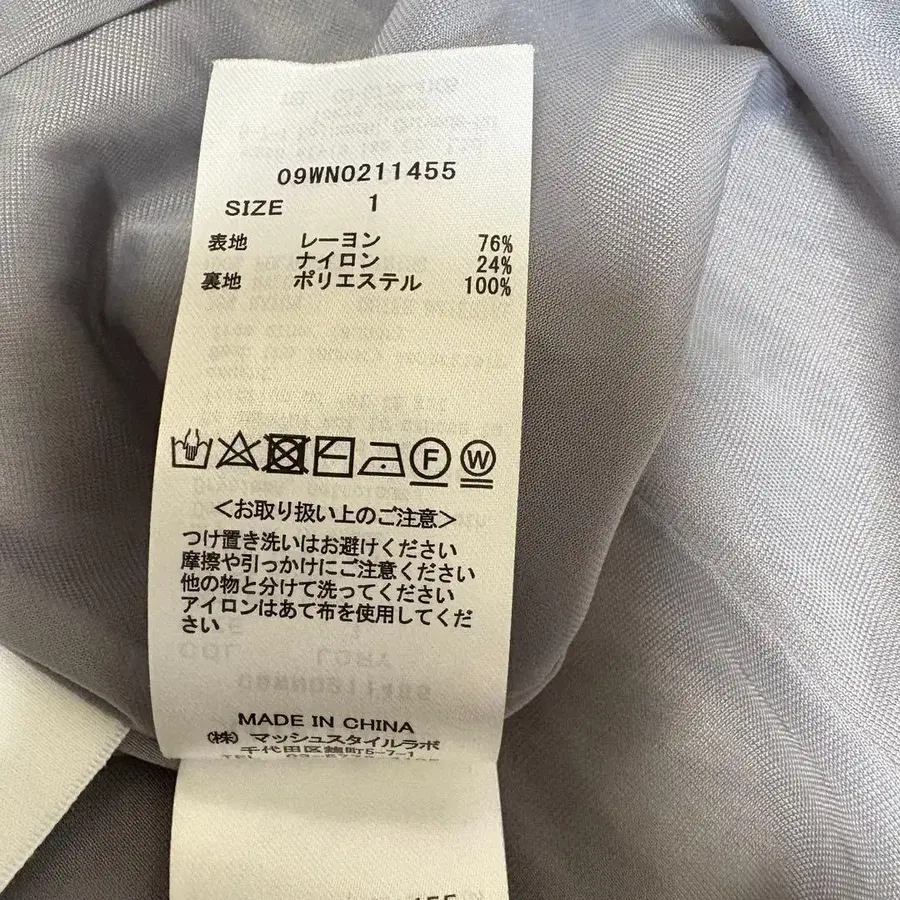 09WNO211455
SIZE 1
表地 レーヨン 76%
ナイロン 24%
裏地 ポリエステル 100%
F W
<お取り扱い上のご注意>
つけ置き洗いはお避けください
摩擦や引っかけにご注意ください
他の物と分けて洗ってください
アイロンはあて布を使用してくだ
さい
MADE IN CHINA
(株) マッシュスタイルラボ
千代田区麹町5-7-1